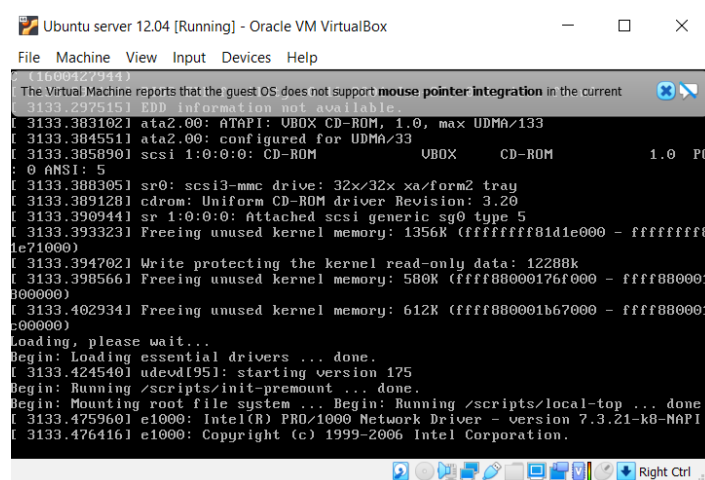 Ubuntu server 12.04 [Running] - Oracle VM VirtualBox
File Machine View Input Devices Help
C (1600427944)
The Virtual Machine reports that the guest OS does not support mouse pointer integration in the current
[ 3133.297515] EDD information not available.
[ 3133.383102] ata2.00: ATAPI: VBOX CD-ROM, 1.0, max UDMA/133
[ 3133.384551] ata2.00: configured for UDMA/33
[ 3133.385890] scsi 1:0:0:0: CD-ROM VBOX CD-ROM 1.0 P
: 0 ANSI: 5
[ 3133.388305] sr0: scsi3-mmc drive: 32x/32x xa/form2 tray
[ 3133.389128] cdrom: Uniform CD-ROM driver Revision: 3.20
[ 3133.390944] sr 1:0:0:0: Attached scsi generic sg0 type 5
[ 3133.393323] Freeing unused kernel memory: 1356K (ffffffff81d1e000 - ffffffff8
1e71000)
[ 3133.394702] Write protecting the kernel read-only data: 12288k
[ 3133.398566] Freeing unused kernel memory: 580K (ffff88000176f000 - ffff880001
800000)
[ 3133.402934] Freeing unused kernel memory: 612K (ffff880001b67000 - ffff880001
c00000)
Loading, please wait...
Begin: Loading essential drivers ... done.
[ 3133.424540] udevd[95]: starting version 175
Begin: Running /scripts/init-premount ... done.
Begin: Mounting root file system ... Begin: Running /scripts/local-top ... done
[ 3133.475960] e1000: Intel(R) PRO/1000 Network Driver - version 7.3.21-k8-NAPI
[ 3133.476416] e1000: Copyright (c) 1999-2006 Intel Corporation.
Right Ctrl